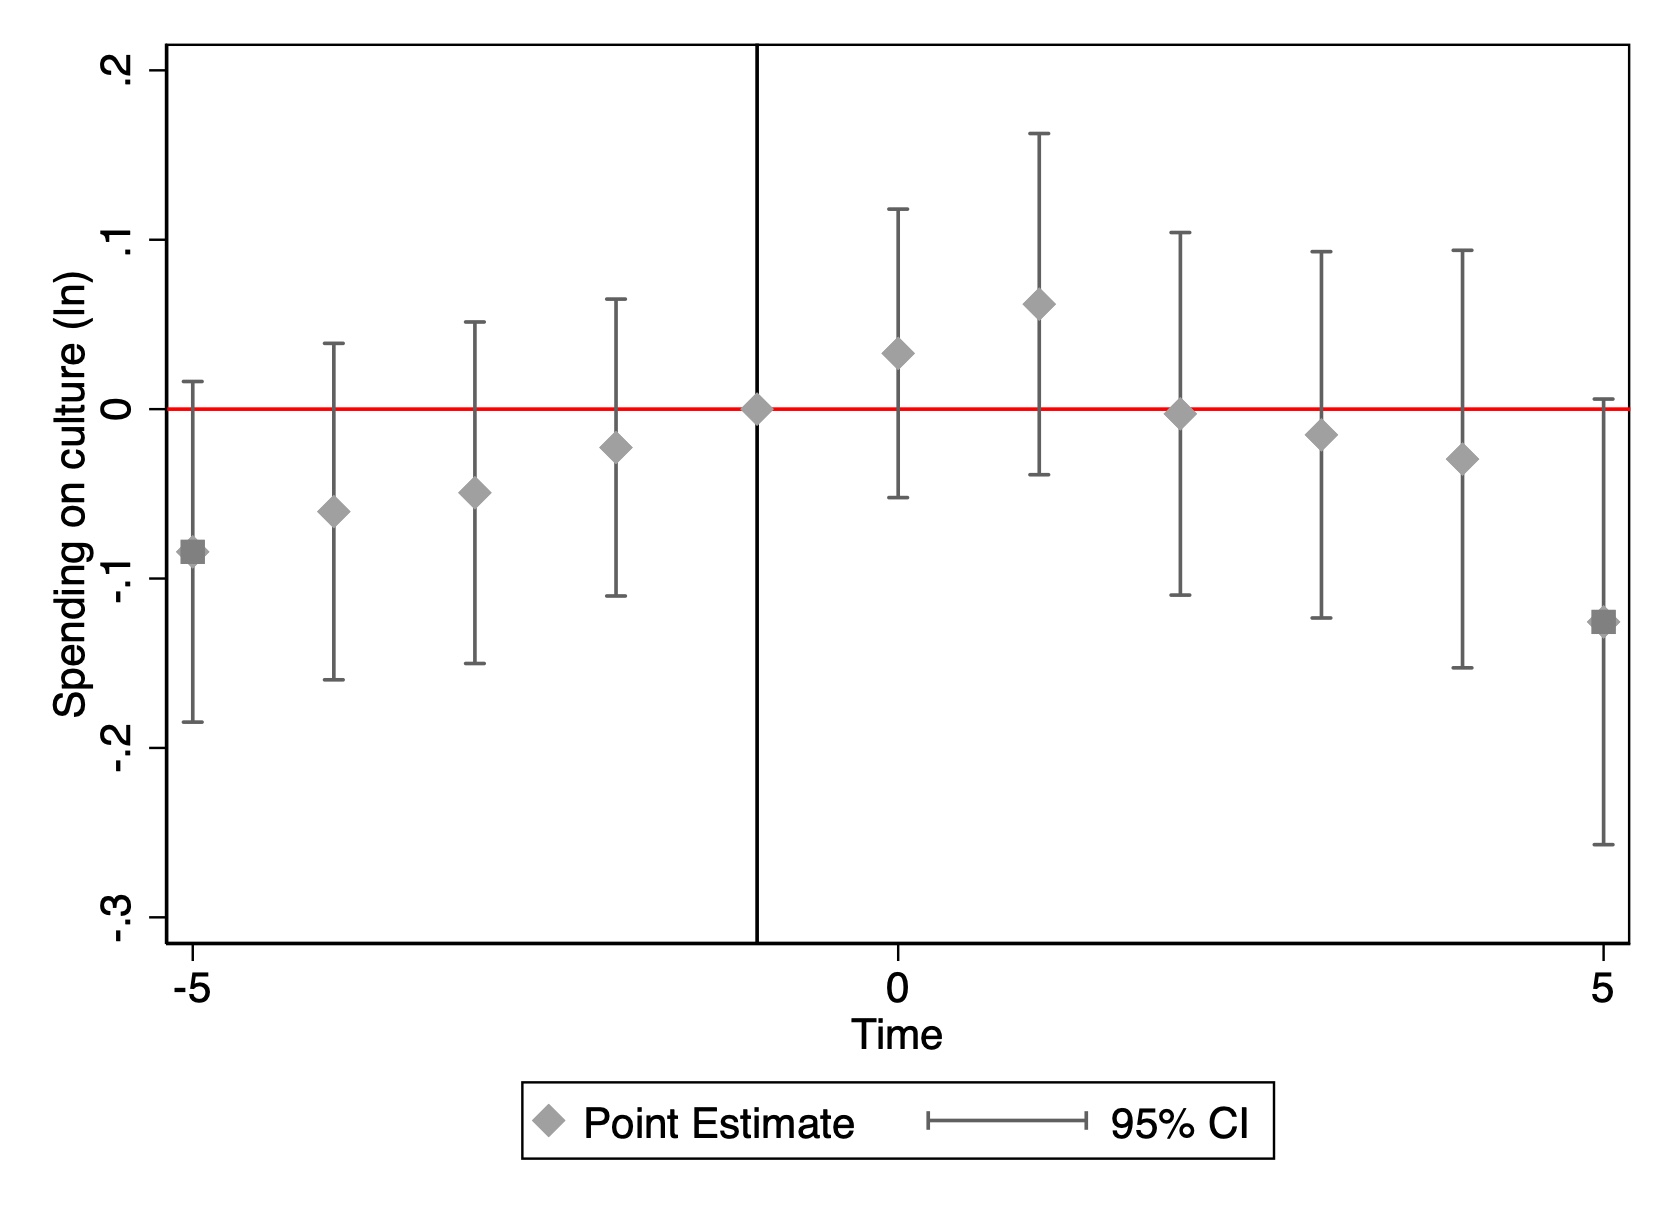 Spending on culture (ln)
.2
.1
0
-.1
-.2
-.3
-5
0
5
Time
Point Estimate
95% CI